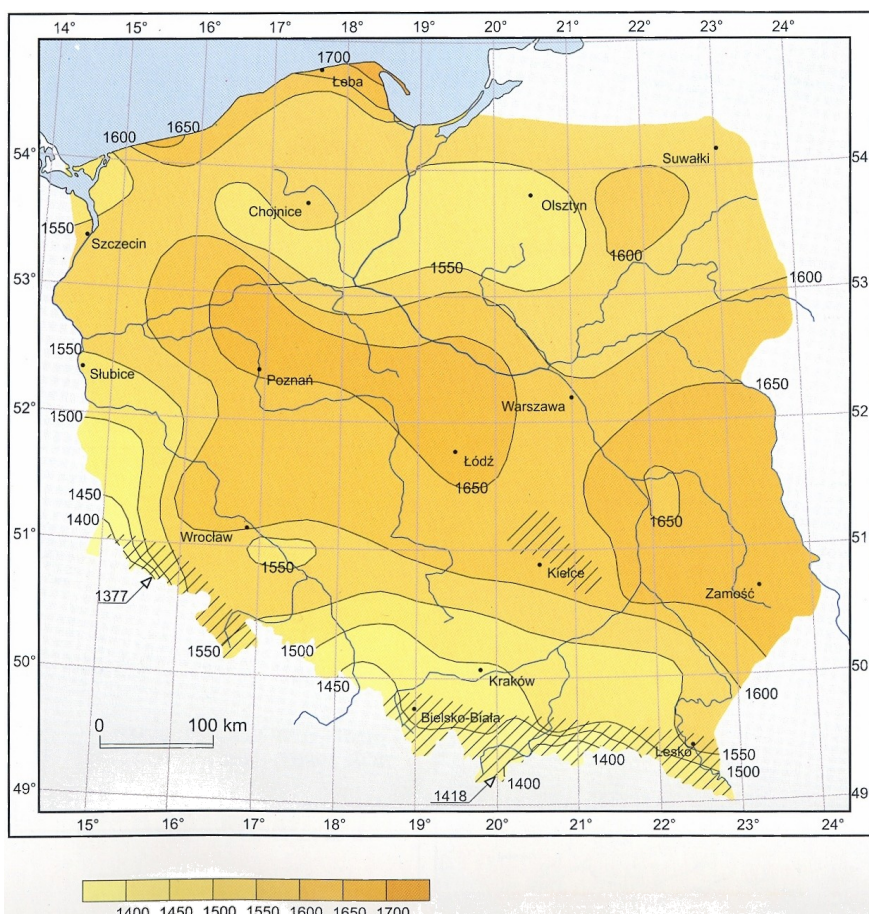 14° 15° 16° 17° 18° 19° 20° 21° 22° 23° 24°
1700
Łeba
1650
1600
54° 54
Suwałki
Chojnice
Olsztyn
1550
Szczecin
1550
1600
53° 1600 53
1550
Słubice
Poznań
1650
52° Warszawa 52
1500
Łódź
1650
1450
1650
1400
51° Wrocław 51
1550
Kielce
Zamość
1377
1550
1500
50° 50
1450
Kraków
1600
0 100 km
Bielsko-Biała
Lesko
1550
1400
1500
1400
49° 1418 49
15° 16° 17° 18° 19° 20° 21° 22° 23° 24°
1400 1450 1500 1550 1600 1650 1700